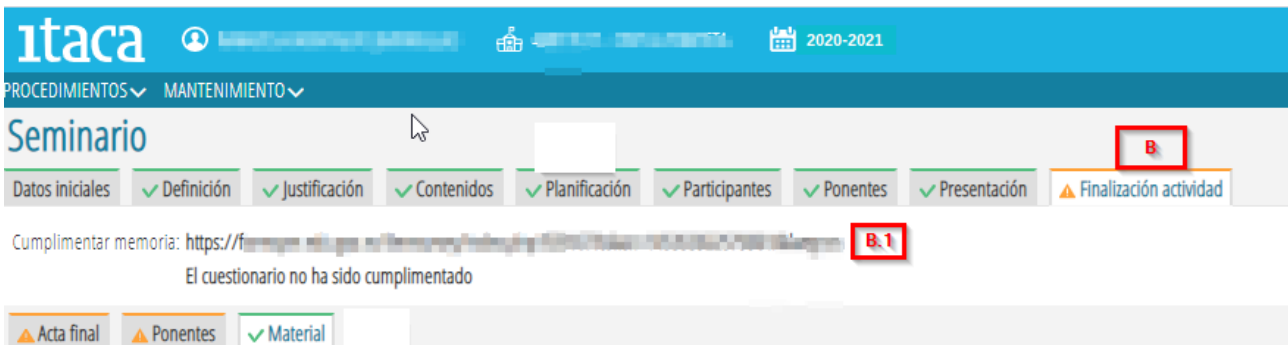 ıtaca 2020-2021
PROCEDIMIENTOS MANTENIMIENTO
Seminario
B
Datos iniciales Definición Justificación Contenidos Planificación Participantes Ponentes Presentación Finalización actividad
Cumplimentar memoria: https://f B.1
El cuestionario no ha sido cumplimentado
Acta final Ponentes Material